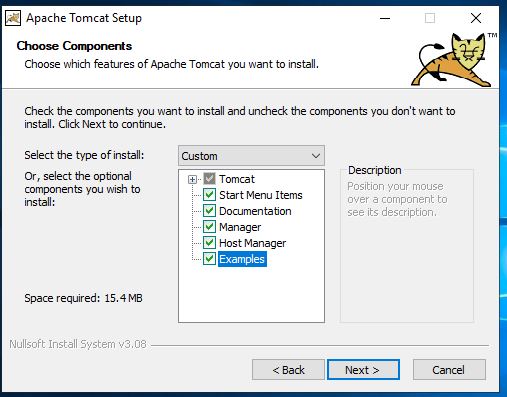 Apache Tomcat Setup
Choose Components
Choose which features of Apache Tomcat you want to install.
TM
Check the components you want to install and uncheck the components you don't want to
install. Click Next to continue.
Select the type of install:
Custom
Or, select the optional
components you wish to
install:
Tomcat
Start Menu Items
Documentation
Manager
Host Manager
Examples
Description
Position your mouse
over a component to
see its description.
Space required: 15.4 MB
Nullsoft Install System v3.08
< Back
Next >
Cancel